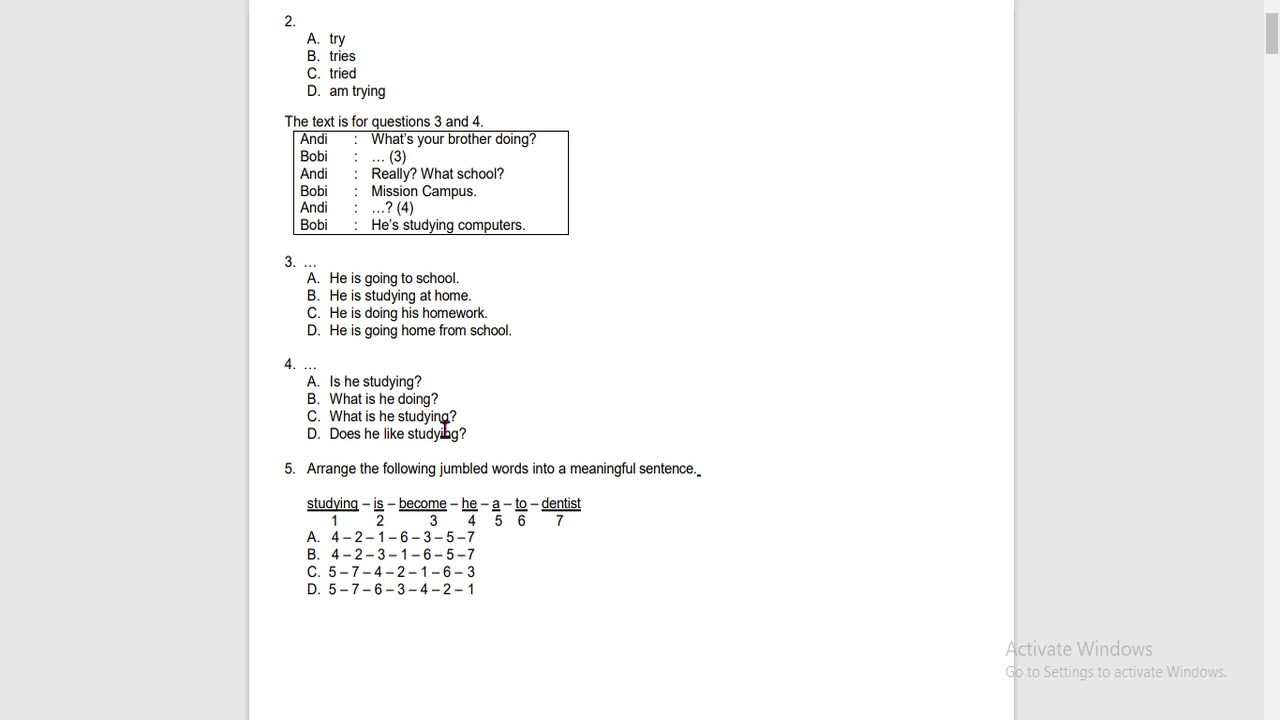 2.
A. try
B. tries
C. tried
D. am trying
The text is for questions 3 and 4.
Andi : What's your brother doing?
Bobi : … (3)
Andi : Really? What school?
Bobi : Mission Campus.
Andi : …? (4)
Bobi : He's studying computers.
3. …
A. He is going to school.
B. He is studying at home.
C. He is doing his homework.
D. He is going home from school.
4. …
A. Is he studying?
B. What is he doing?
C. What is he studying?
D. Does he like studying?
5. Arrange the following jumbled words into a meaningful sentence.
studying – is – become – he – a – to – dentist
1 2 3 4 5 6 7
A. 4 – 2 – 1 – 6 – 3 – 5 – 7
B. 4 – 2 – 3 – 1 – 6 – 5 – 7
C. 5 – 7 – 4 – 2 – 1 – 6 – 3
D. 5 – 7 – 6 – 3 – 4 – 2 – 1
Activate Windows
Go to Settings to activate Windows.